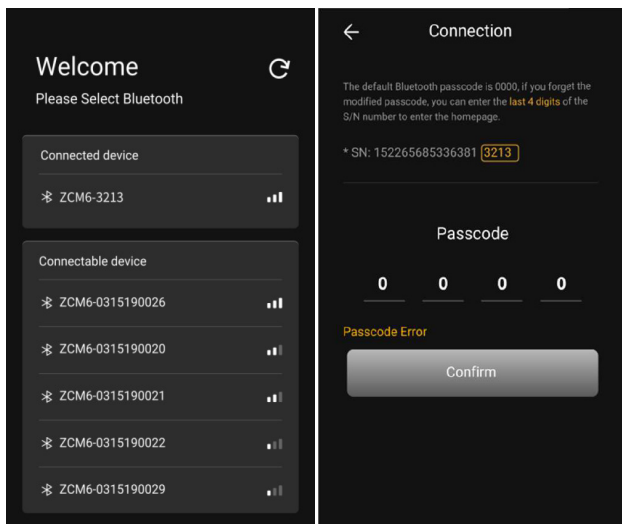 Welcome
Please Select Bluetooth
Connected device
ZCM6-3213
Connectable device
ZCM6-0315190026
ZCM6-0315190020
ZCM6-0315190021
ZCM6-0315190022
ZCM6-0315190029
Connection
The default Bluetooth passcode is 0000, if you forget the
modified passcode, you can enter the last 4 digits of the
S/N number to enter the homepage.
* SN: 152265685336381 3213
Passcode
0 0 0 0
Passcode Error
Confirm